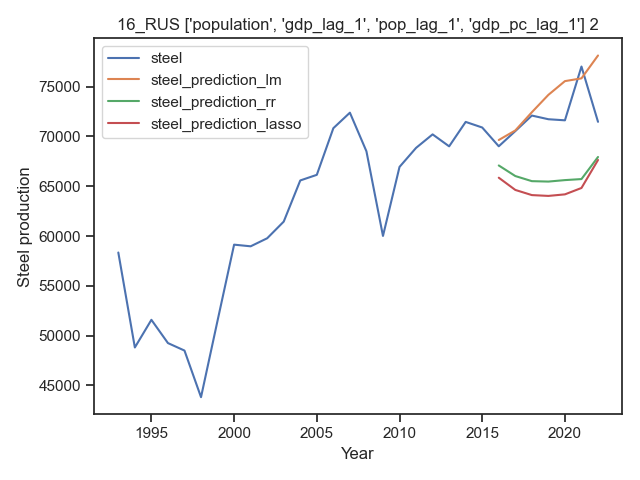 16_RUS ['population', 'gdp_lag_1', 'pop_lag_1', 'gdp_pc_lag_1'] 2
steel
steel_prediction_lm
steel_prediction_rr
steel_prediction_lasso
Steel production
75000
70000
65000
60000
55000
50000
45000
1995
2000
2005
2010
2015
2020
Year